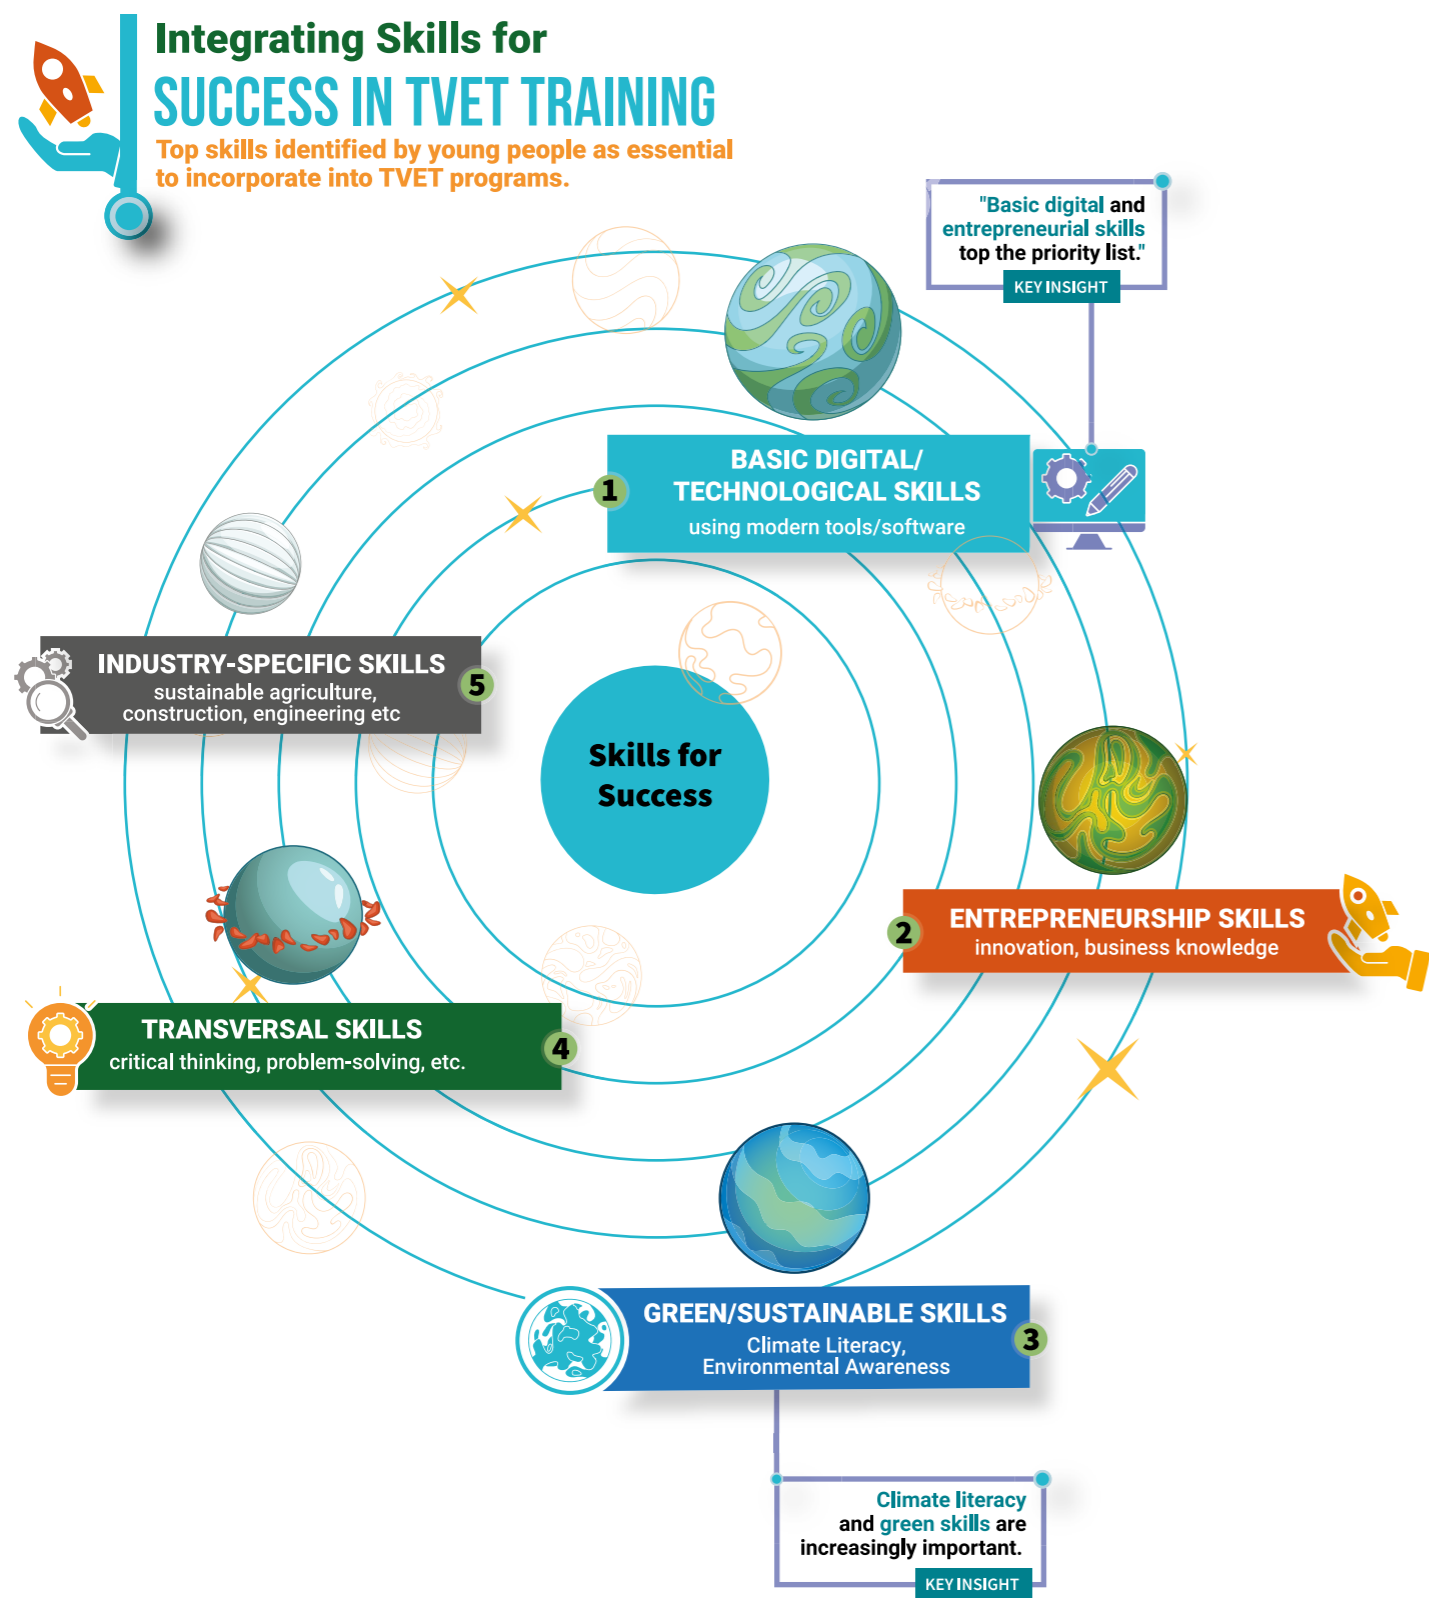 Integrating Skills for
SUCCESS IN TVET TRAINING
Top skills identified by young people as essential
to incorporate into TVET programs.
"Basic digital and
entrepreneurial skills
top the priority list."
KEY INSIGHT
1
BASIC DIGITAL/
TECHNOLOGICAL SKILLS
using modern tools/software
INDUSTRY-SPECIFIC SKILLS
sustainable agriculture,
construction, engineering etc
5
Skills for
Success
2
ENTREPRENEURSHIP SKILLS
innovation, business knowledge
TRANSVERSAL SKILLS
critical thinking, problem-solving, etc.
4
GREEN/SUSTAINABLE SKILLS
Climate Literacy,
Environmental Awareness
3
Climate literacy
and green skills are
increasingly important.
KEY INSIGHT